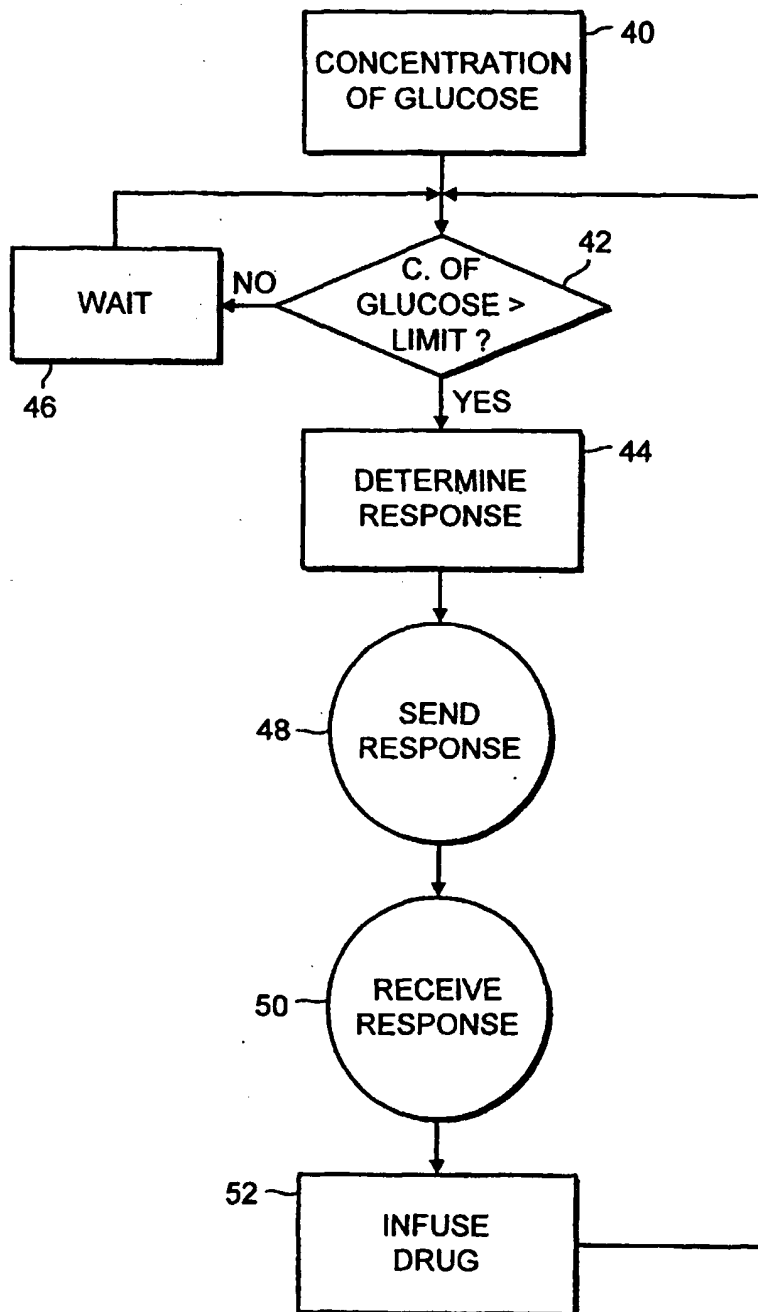 40
CONCENTRATION
OF GLUCOSE
42
C. OF
GLUCOSE >
LIMIT ?
NO
WAIT
46
YES
44
DETERMINE
RESPONSE
48
SEND
RESPONSE
50
RECEIVE
RESPONSE
52
INFUSE
DRUG